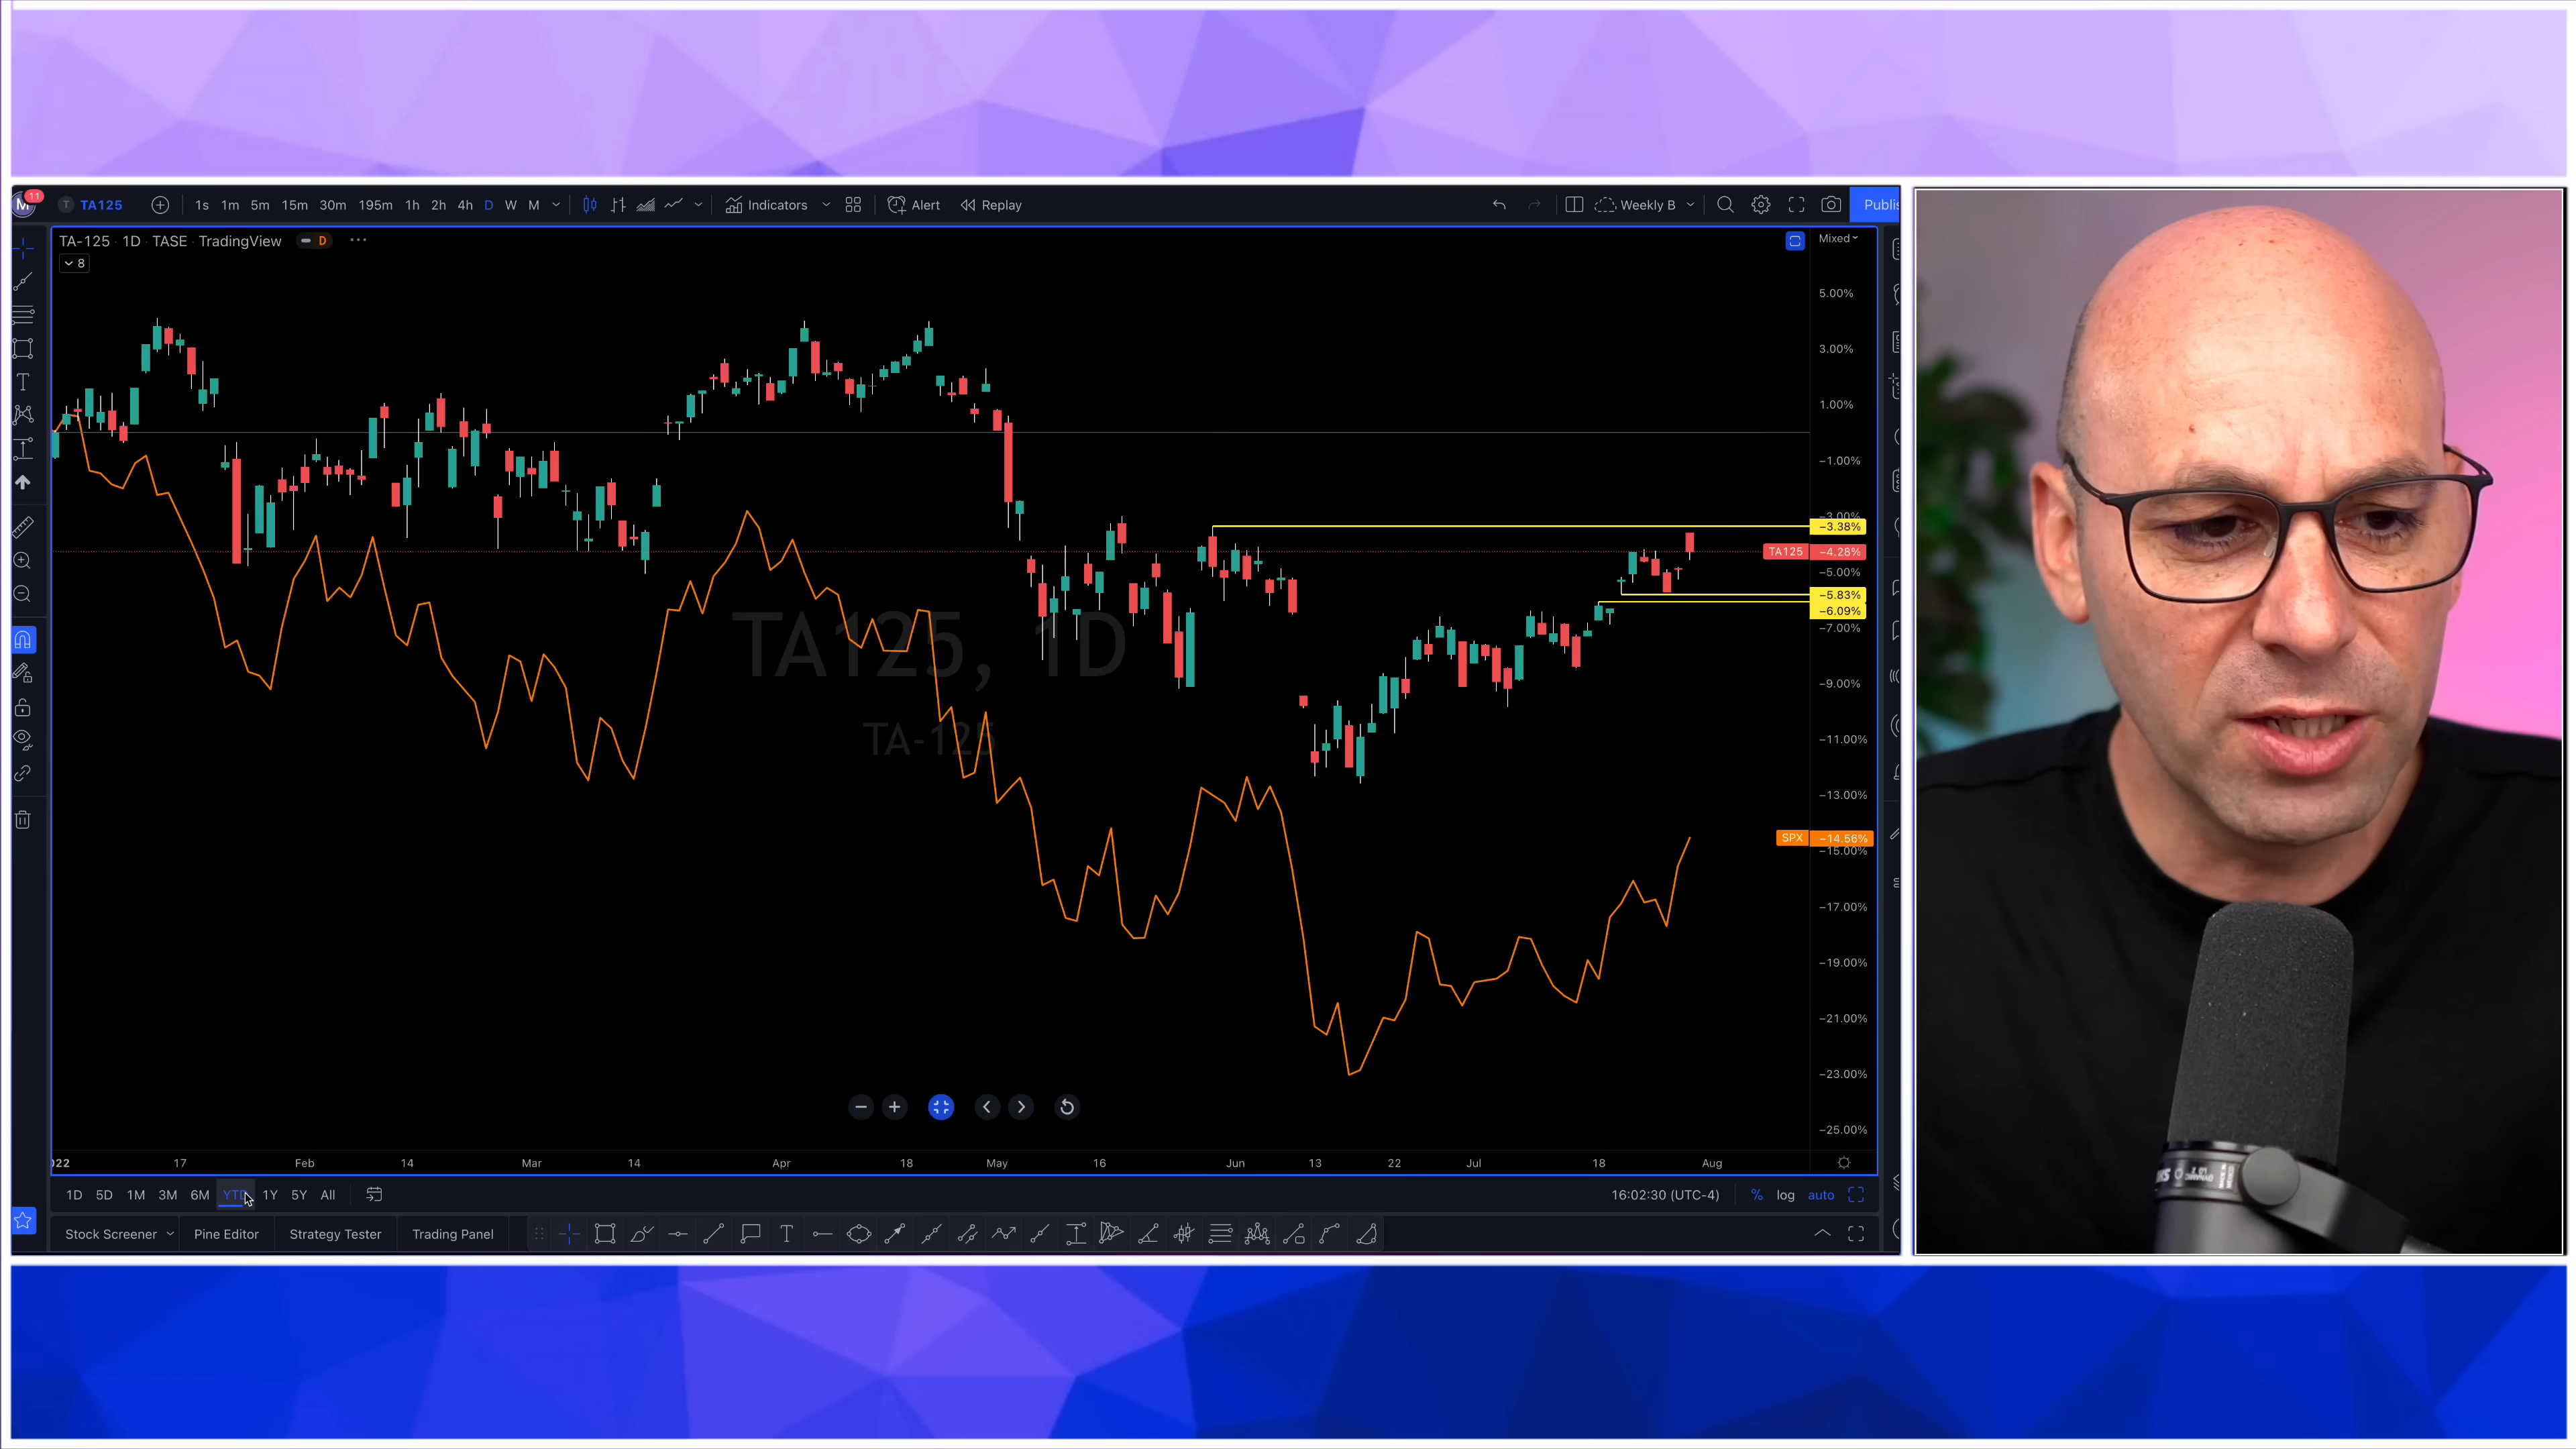 11
M T TA125 1s 1m 5m 15m 30m 195m 1h 2h 4h D W M Indicators Alert Replay Weekly B Publis
TA-125 · 1D · TASE · TradingView D ···
8
Mixed
5.00%
3.00%
1.00%
−1.00%
−3.00%
−3.38%
TA125 −4.28%
−5.00%
−5.83%
−6.09%
−7.00%
−9.00%
−11.00%
−13.00%
SPX −14.56%
−15.00%
−17.00%
−19.00%
−21.00%
−23.00%
−25.00%
TA125, 1D
TA-125
022 17 Feb 14 Mar 14 Apr 18 May 16 Jun 13 22 Jul 18 Aug
1D 5D 1M 3M 6M YTD 1Y 5Y All 16:02:30 (UTC-4) % log auto
Stock Screener Pine Editor Strategy Tester Trading Panel